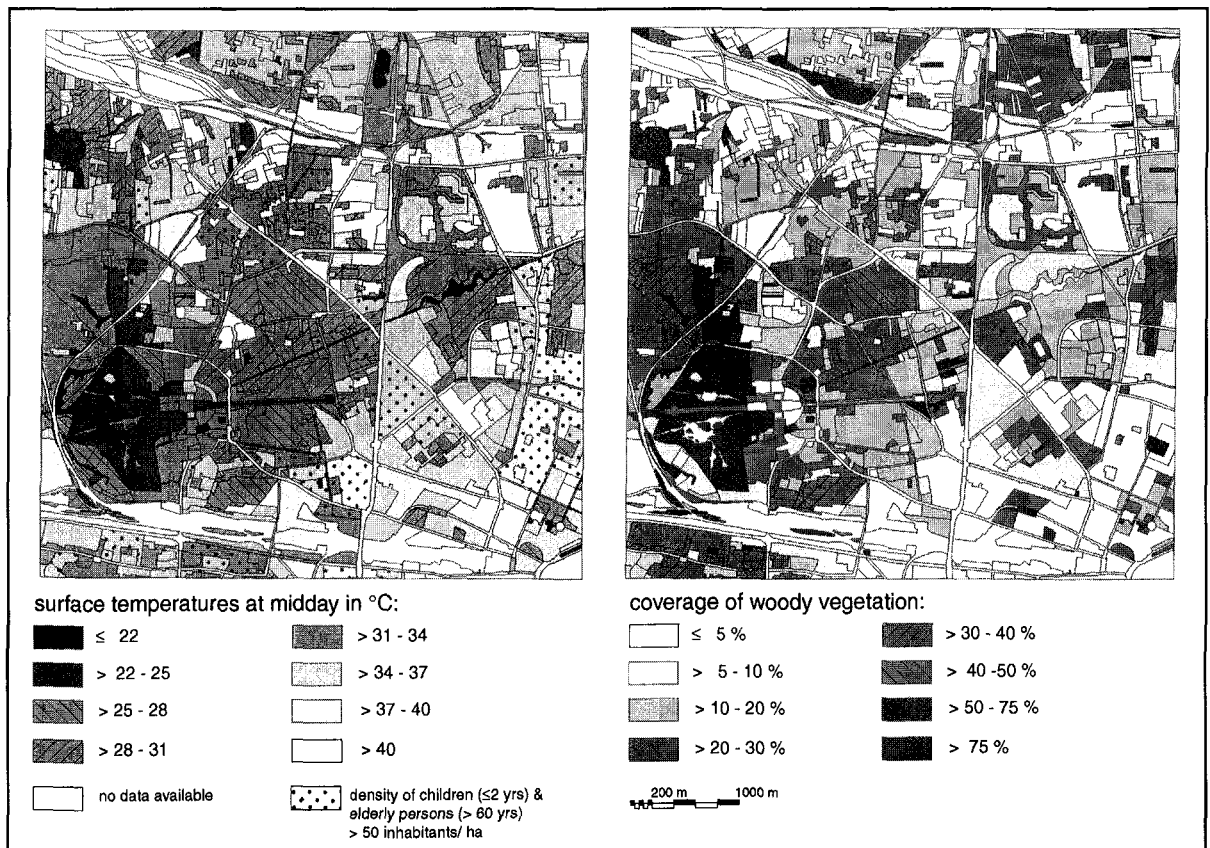 surface temperatures at midday in °C:
≤ 22
> 22 - 25
> 25 - 28
> 28 - 31
no data available
> 31 - 34
> 34 - 37
> 37 - 40
> 40
density of children (≤2 yrs) &
elderly persons (> 60 yrs)
> 50 inhabitants/ ha
coverage of woody vegetation:
≤ 5 %
> 5 - 10 %
> 10 - 20 %
> 20 - 30 %
> 30 - 40 %
> 40 -50 %
> 50 - 75 %
> 75 %
200 m 1000 m